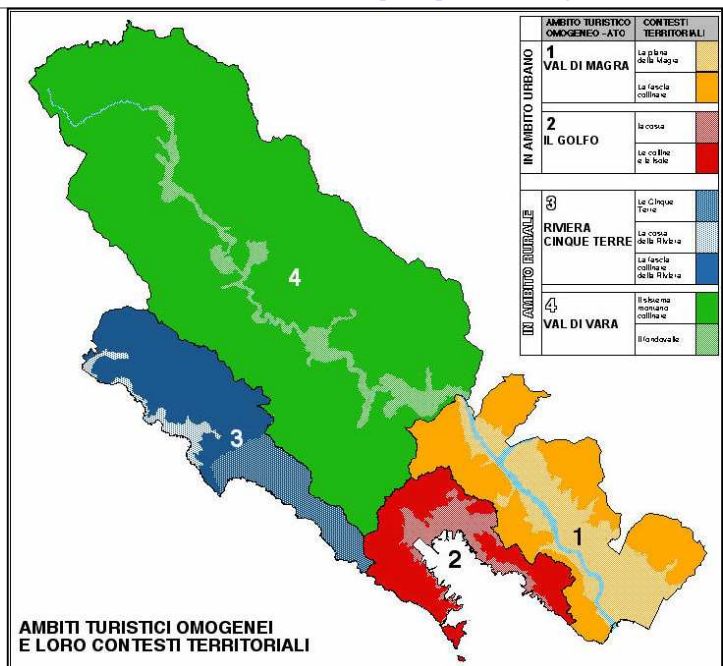 AMBITO TURISTICO
OMOGENEO - ATO
CONTESTI
TERRITORIALI
IN AMBITO URBANO
1
VAL DI MAGRA
La piana
della Magra
La fascia
collinare
2
IL GOLFO
la costa
Le colline
e le Isole
IN AMBITO RURALE
3
RIVIERA
CINQUE TERRE
Le Cinque
Terre
La costa
della Riviera
La fascia
collinare
della Riviera
4
VAL DI VARA
Il sistema
montano
collinare
Il fondovalle
4
3
2
1
AMBITI TURISTICI OMOGENEI
E LORO CONTESTI TERRITORIALI